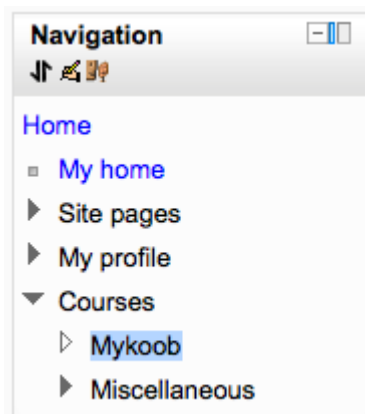 Navigation
Home
My home
Site pages
My profile
Courses
Mykoob
Miscellaneous